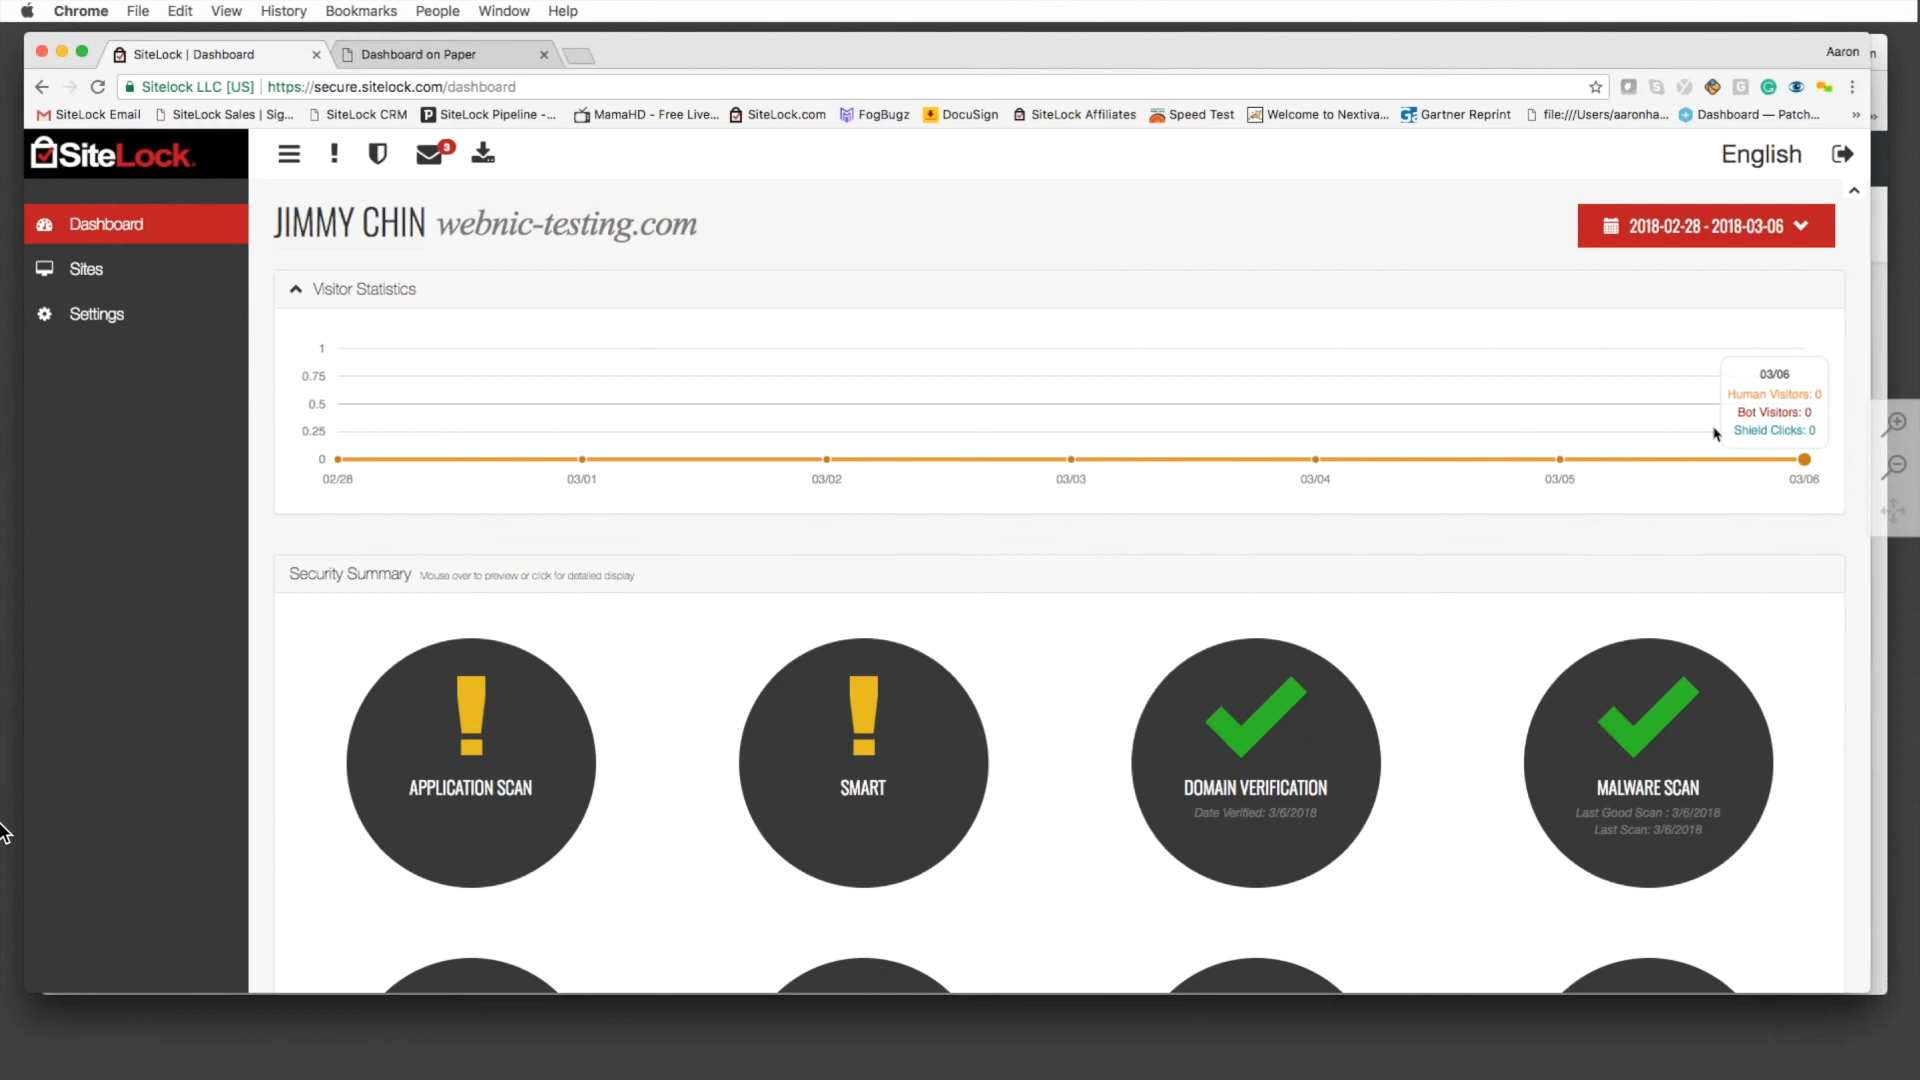 Chrome File Edit View History Bookmarks People Window Help
SiteLock | Dashboard
Dashboard on Paper
Aaron
Sitelock LLC [US] https://secure.sitelock.com/dashboard
SiteLock Email SiteLock Sales | Sig... SiteLock CRM SiteLock Pipeline -... MamaHD - Free Live... SiteLock.com FogBugz DocuSign SiteLock Affiliates Speed Test Welcome to Nextiva... Gartner Reprint file:///Users/aaronha... Dashboard — Patch...
SiteLock.
3
English
Dashboard
Sites
Settings
JIMMY CHIN webnic-testing.com
2018-02-28 - 2018-03-06
Visitor Statistics
1
0.75
0.5
0.25
0
02/28 03/01 03/02 03/03 03/04 03/05 03/06
03/06
Human Visitors: 0
Bot Visitors: 0
Shield Clicks: 0
Security Summary Mouse over to preview or click for detailed display
APPLICATION SCAN
SMART
DOMAIN VERIFICATION
Date Verified: 3/6/2018
MALWARE SCAN
Last Good Scan : 3/6/2018
Last Scan: 3/6/2018